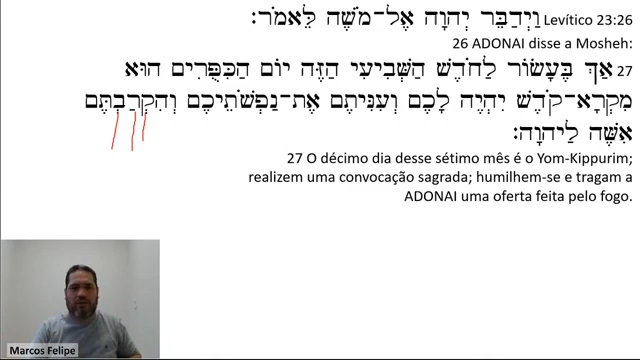 וַיְדַבֵּר יְהוָה אֶל־מֹשֶׁה לֵּאמֹר׃ Levítico 23:26
26 ADONAI disse a Mosheh:
27 אַךְ בֶּעָשׂוֹר לַחֹדֶשׁ הַשְּׁבִיעִי הַזֶּה יוֹם הַכִּפֻּרִים הוּא
מִקְרָא־קֹדֶשׁ יִהְיֶה לָכֶם וְעִנִּיתֶם אֶת־נַפְשֹׁתֵיכֶם וְהִקְרַבְתֶּם
אִשֶּׁה לַיהוָה׃
27 O décimo dia desse sétimo mês é o Yom-Kippurim;
realizem uma convocação sagrada; humilhem-se e tragam a
ADONAI uma oferta feita pelo fogo.
Marcos Felipe